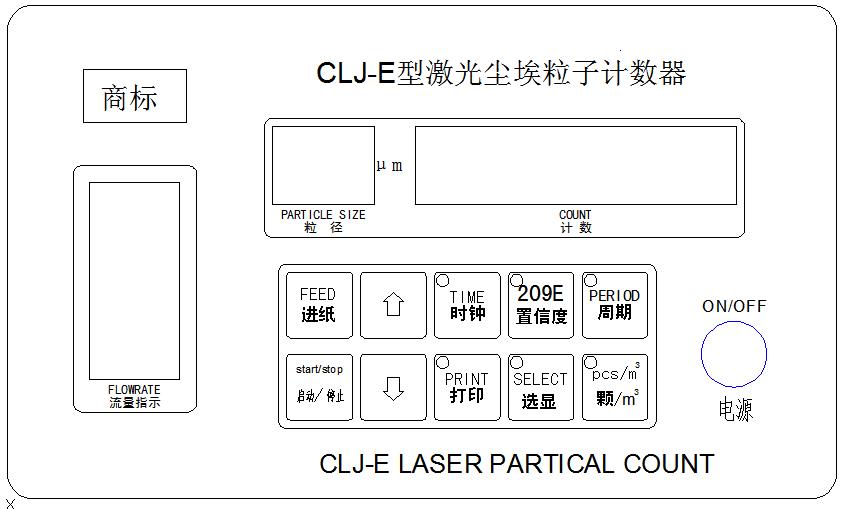 CLJ-E型激光尘埃粒子计数器
商标
μm
PARTICLE SIZE
粒 径
COUNT
计数
FLOWRATE
流量指示
FEED
进纸
TIME
时钟
209E
置信度
PERIOD
周期
start/stop
启动/停止
PRINT
打印
SELECT
选显
pcs/m³
颗/m³
ON/OFF
电源
CLJ-E LASER PARTICAL COUNT
X